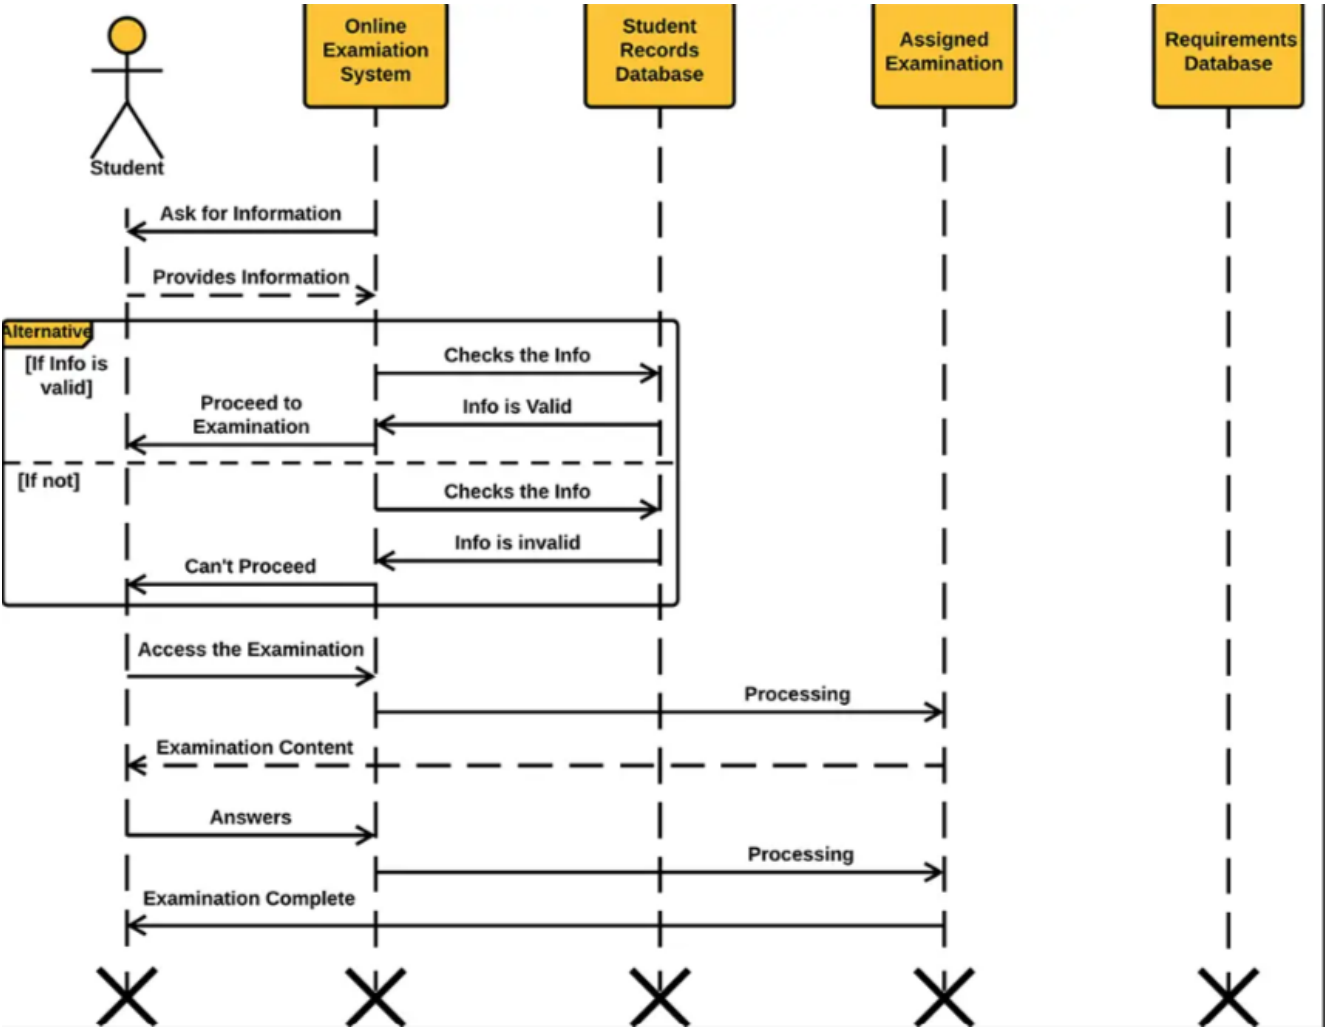 Online
Examiation
System
Student
Records
Database
Assigned
Examination
Requirements
Database
Student
Ask for Information
Provides Information
Alternative
[If Info is
valid]
Checks the Info
Proceed to
Examination
Info is Valid
[If not]
Checks the Info
Info is invalid
Can't Proceed
Access the Examination
Processing
Examination Content
Answers
Processing
Examination Complete